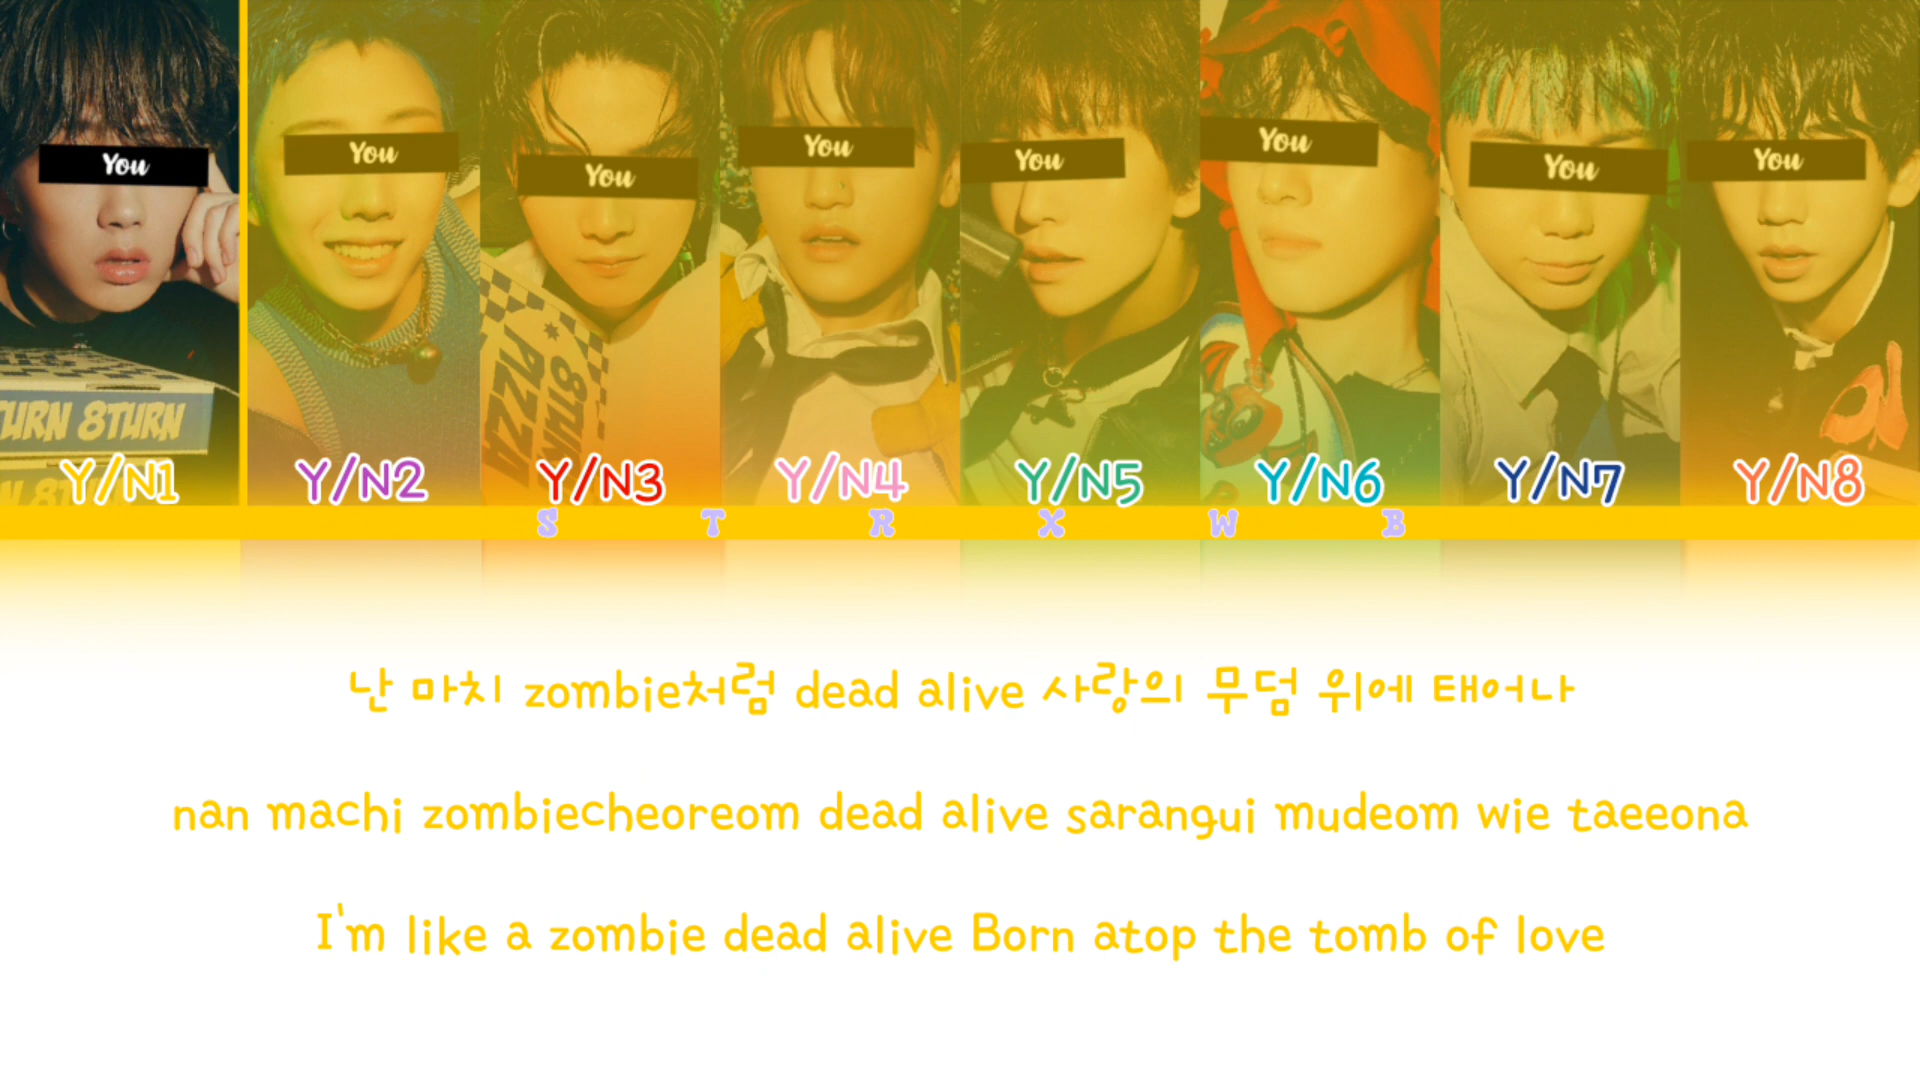 You You You You You You You You
8TURN PIZZA
TURN 8TURN
Y/N1 Y/N2 Y/N3 Y/N4 Y/N5 Y/N6 Y/N7 Y/N8
S T R X W B
난 마치 zombie처럼 dead alive 사랑의 무덤 위에 태어나
nan machi zombiecheoreom dead alive sarangui mudeom wie taeeona
I'm like a zombie dead alive Born atop the tomb of love